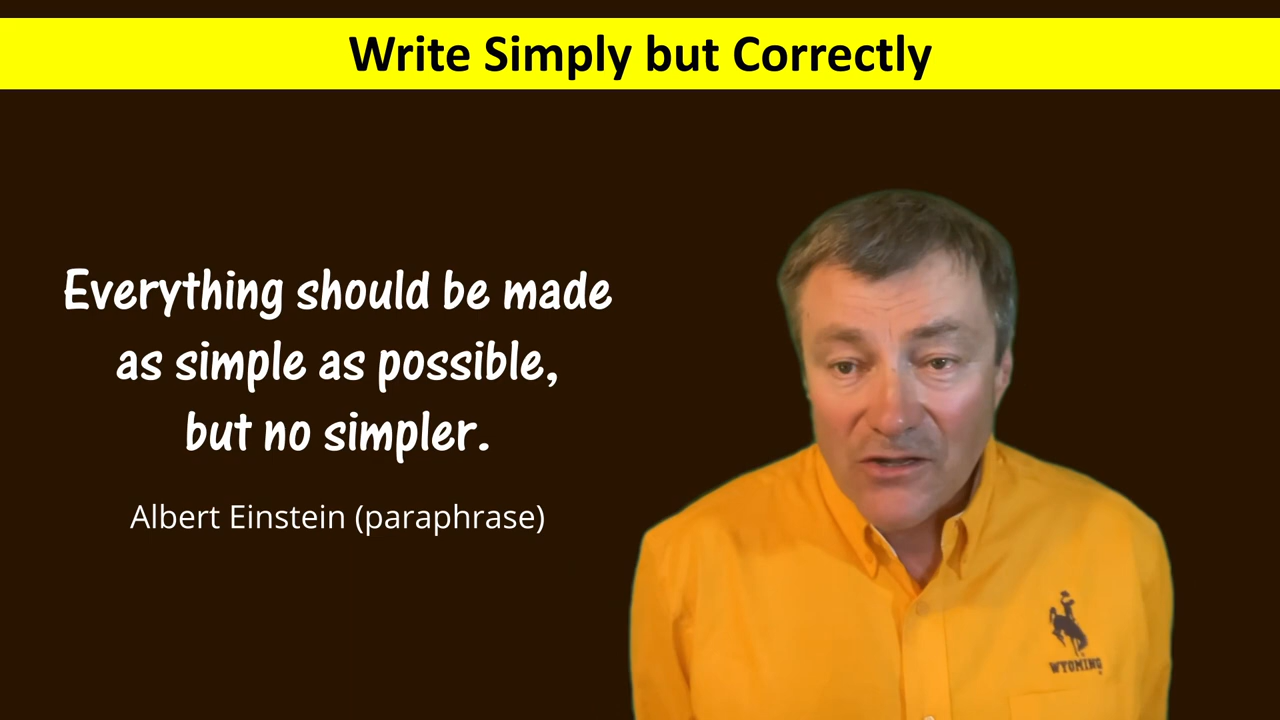 Write Simply but Correctly
Everything should be made
as simple as possible,
but no simpler.
Albert Einstein (paraphrase)
WYOMING